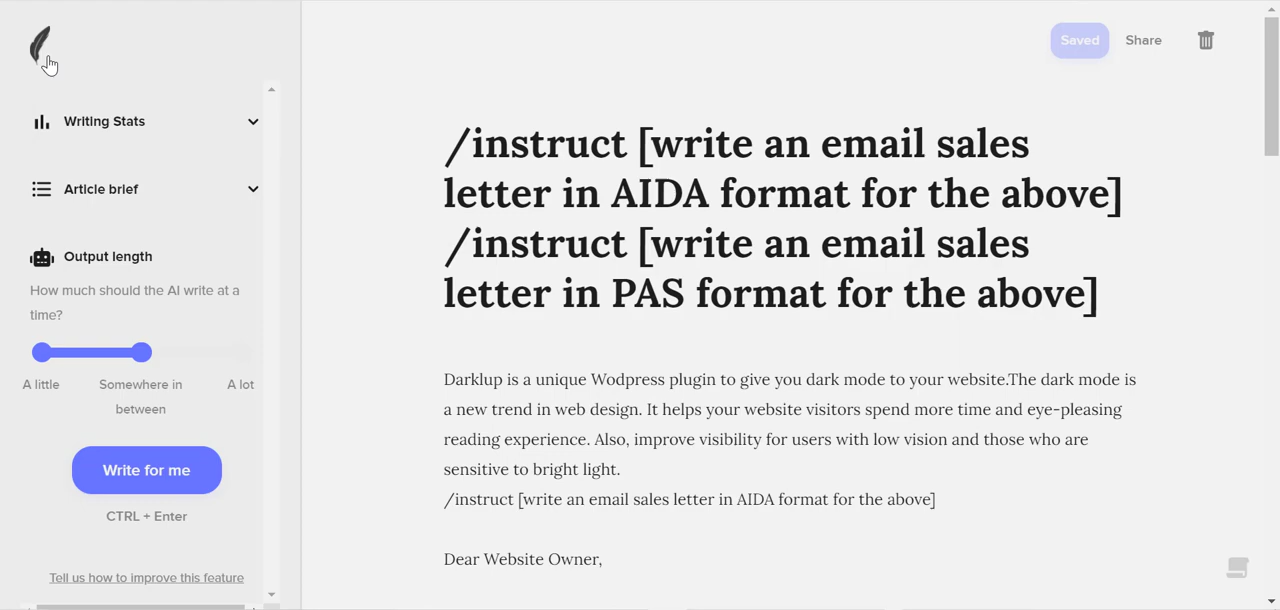 Saved
Share
Writing Stats
Article brief
Output length
How much should the AI write at a
time?
A little
Somewhere in
between
A lot
Write for me
CTRL + Enter
Tell us how to improve this feature
/instruct [write an email sales
letter in AIDA format for the above]
/instruct [write an email sales
letter in PAS format for the above]
Darklup is a unique Wodpress plugin to give you dark mode to your website.The dark mode is
a new trend in web design. It helps your website visitors spend more time and eye-pleasing
reading experience. Also, improve visibility for users with low vision and those who are
sensitive to bright light.
/instruct [write an email sales letter in AIDA format for the above]
Dear Website Owner,